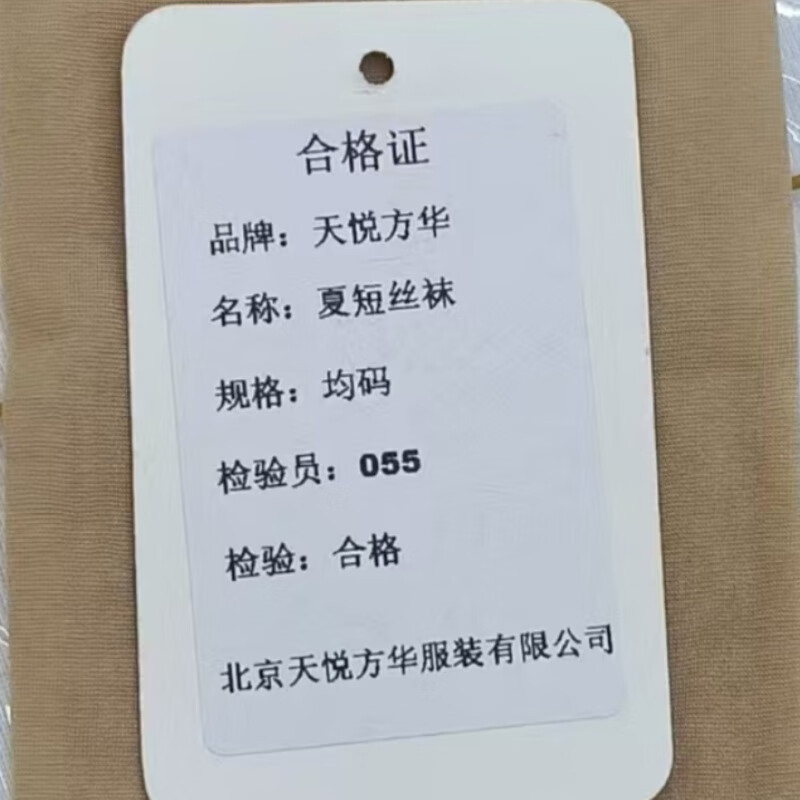 合格证
品牌：天悦方华
名称：夏短丝袜
规格：均码
检验员：055
检验：合格
北京天悦方华服装有限公司